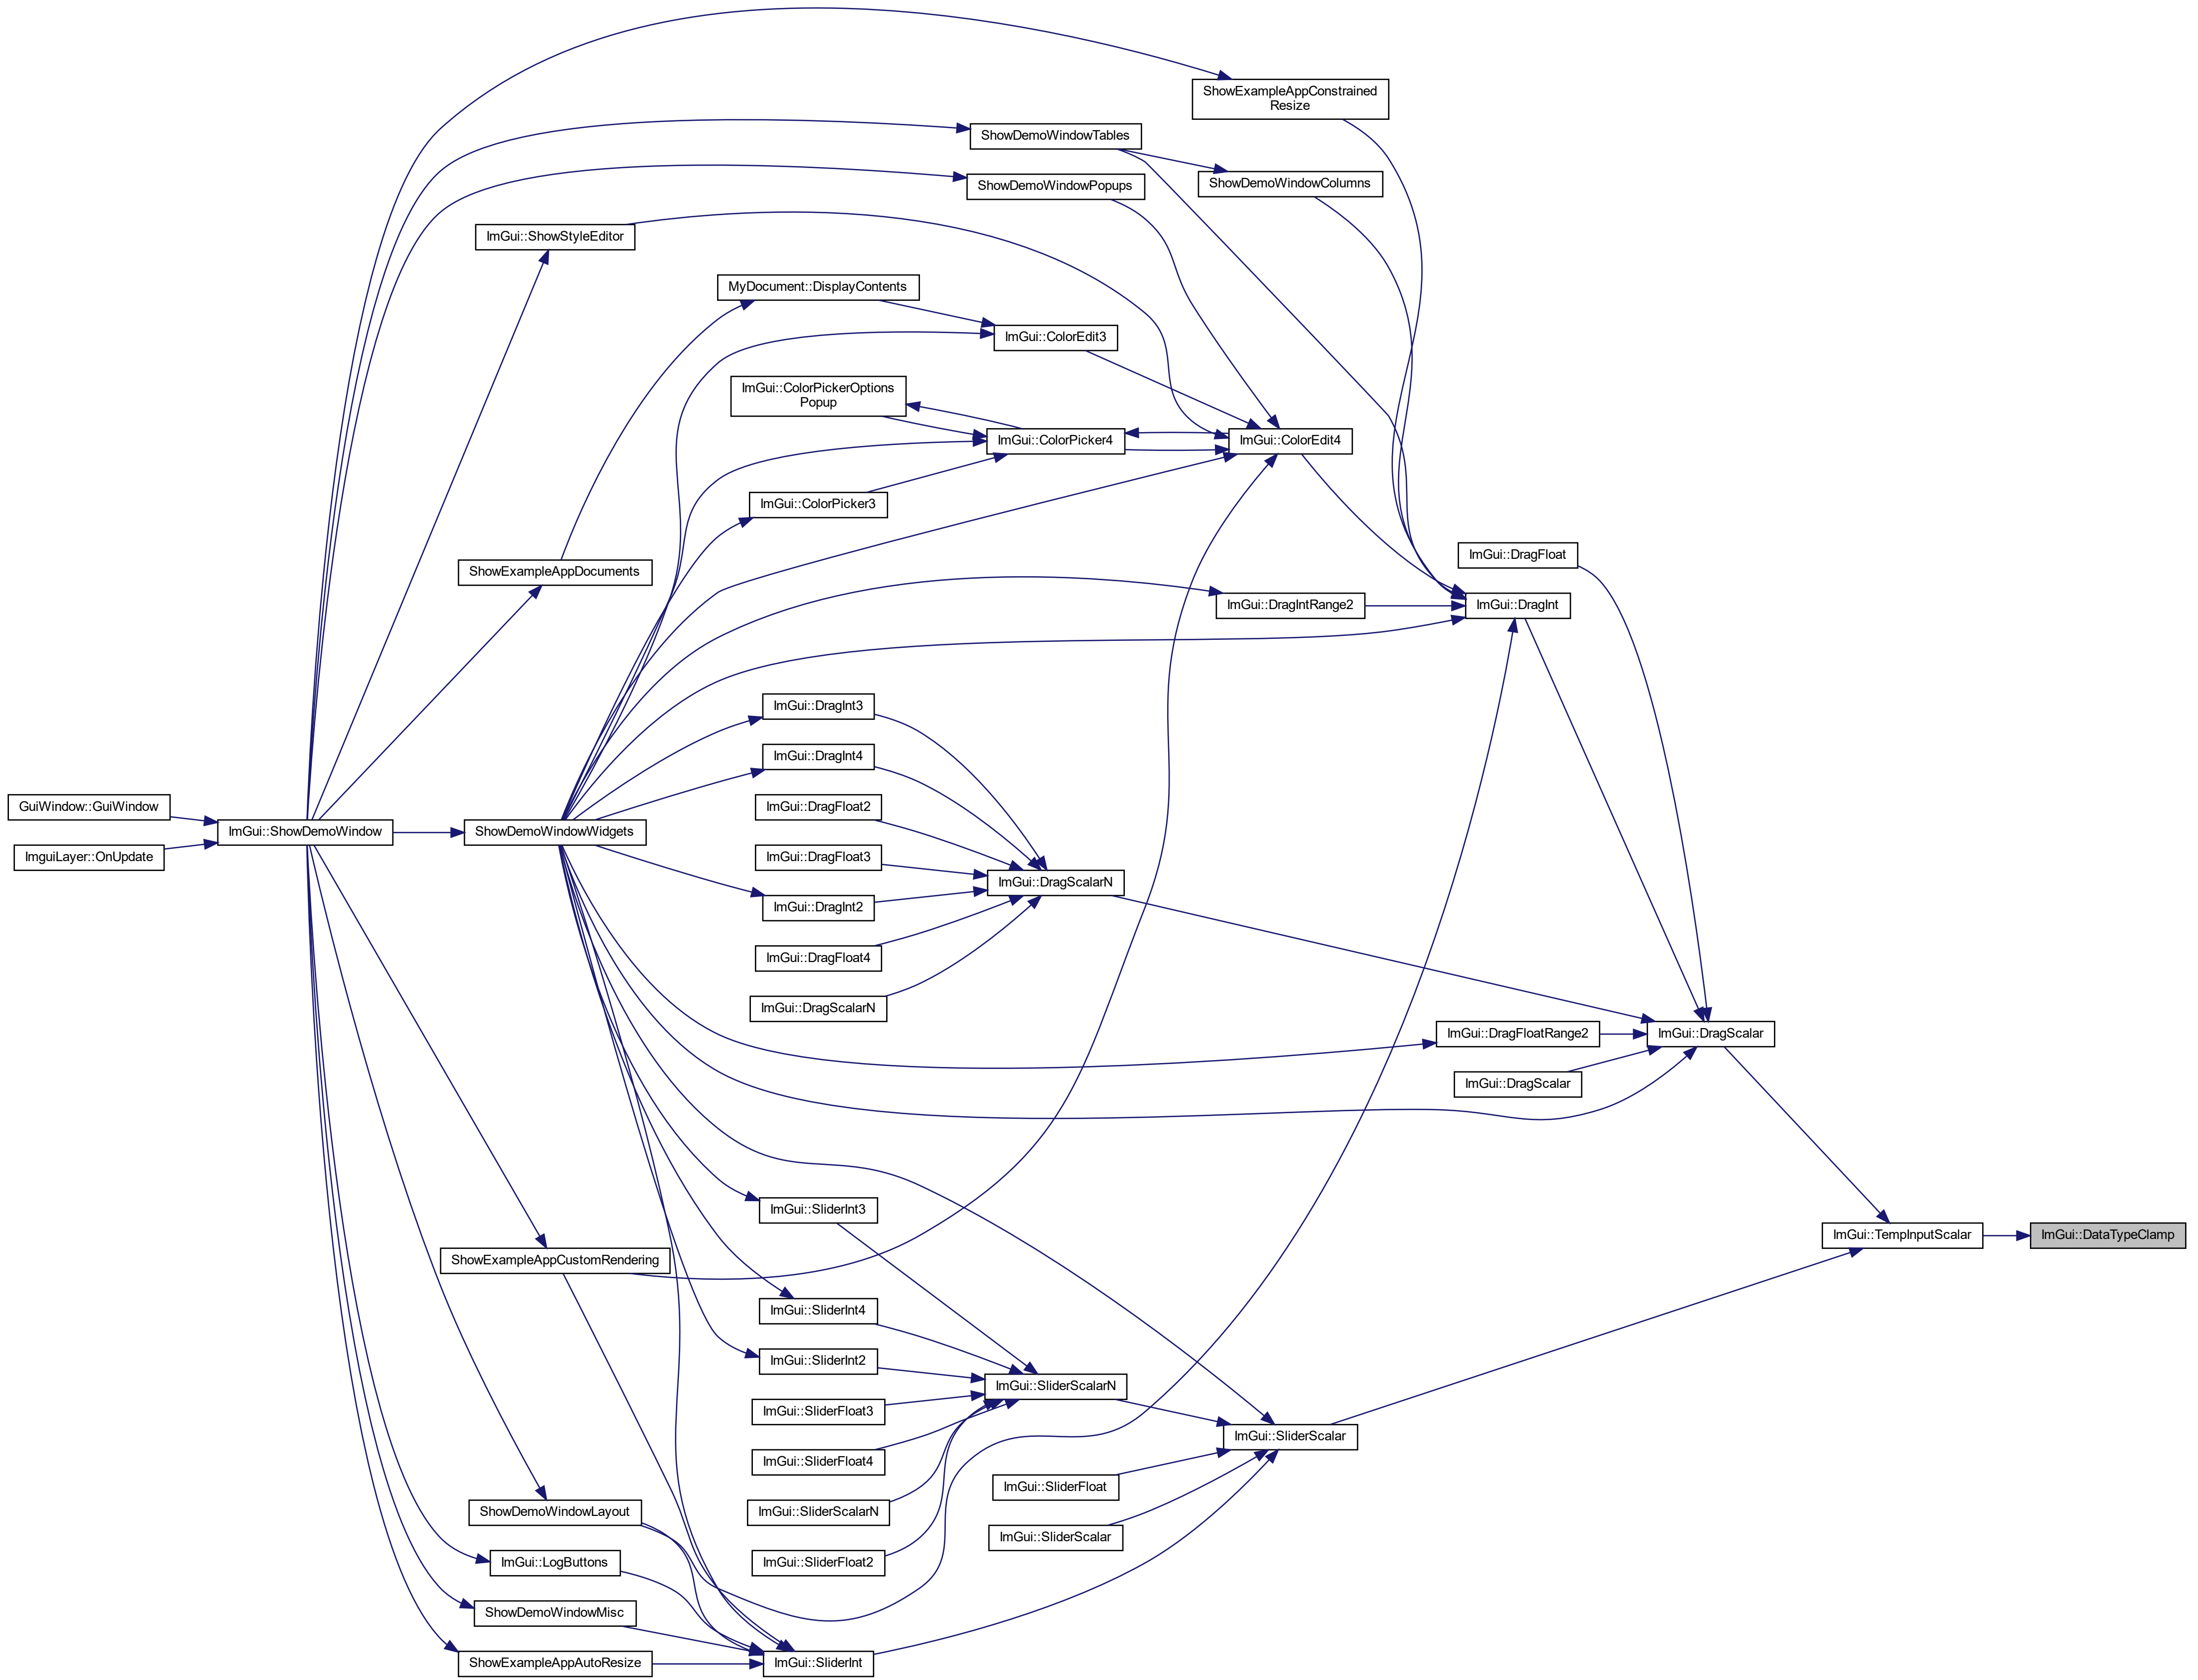 ShowExampleAppConstrained
Resize
ShowDemoWindowTables
ShowDemoWindowColumns
ShowDemoWindowPopups
ImGui::ShowStyleEditor
MyDocument::DisplayContents
ImGui::ColorEdit3
ImGui::ColorPickerOptions
Popup
ImGui::ColorPicker4
ImGui::ColorEdit4
ImGui::ColorPicker3
ImGui::DragFloat
ShowExampleAppDocuments
ImGui::DragIntRange2
ImGui::DragInt
ImGui::DragInt3
ImGui::DragInt4
GuiWindow::GuiWindow
ImGui::DragFloat2
ImGui::ShowDemoWindow
ShowDemoWindowWidgets
ImguiLayer::OnUpdate
ImGui::DragFloat3
ImGui::DragScalarN
ImGui::DragInt2
ImGui::DragFloat4
ImGui::DragScalarN
ImGui::DragFloatRange2
ImGui::DragScalar
ImGui::DragScalar
ImGui::SliderInt3
ImGui::TempInputScalar
ImGui::DataTypeClamp
ShowExampleAppCustomRendering
ImGui::SliderInt4
ImGui::SliderInt2
ImGui::SliderScalarN
ImGui::SliderFloat3
ImGui::SliderScalar
ImGui::SliderFloat4
ImGui::SliderFloat
ShowDemoWindowLayout
ImGui::SliderScalarN
ImGui::SliderScalar
ImGui::LogButtons
ImGui::SliderFloat2
ShowDemoWindowMisc
ShowExampleAppAutoResize
ImGui::SliderInt